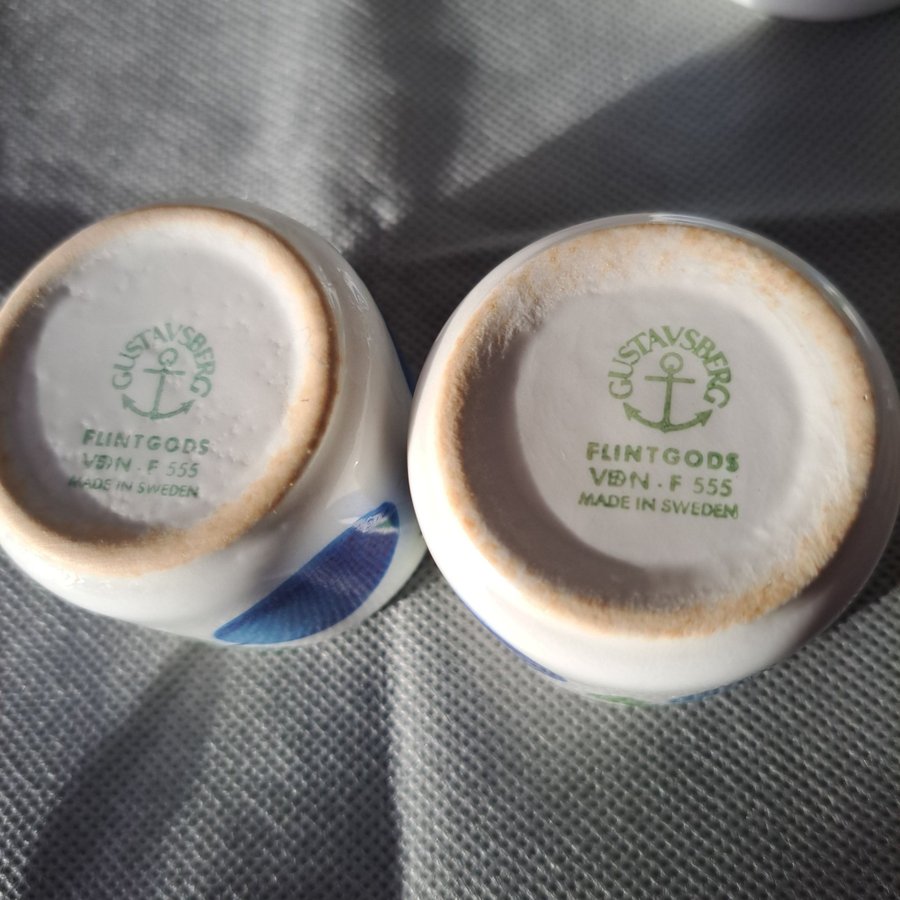 GUSTAVSBERG
FLINTGODS
VDN · F 555
MADE IN SWEDEN
GUSTAVSBERG
FLINTGODS
VDN · F 555
MADE IN SWEDEN